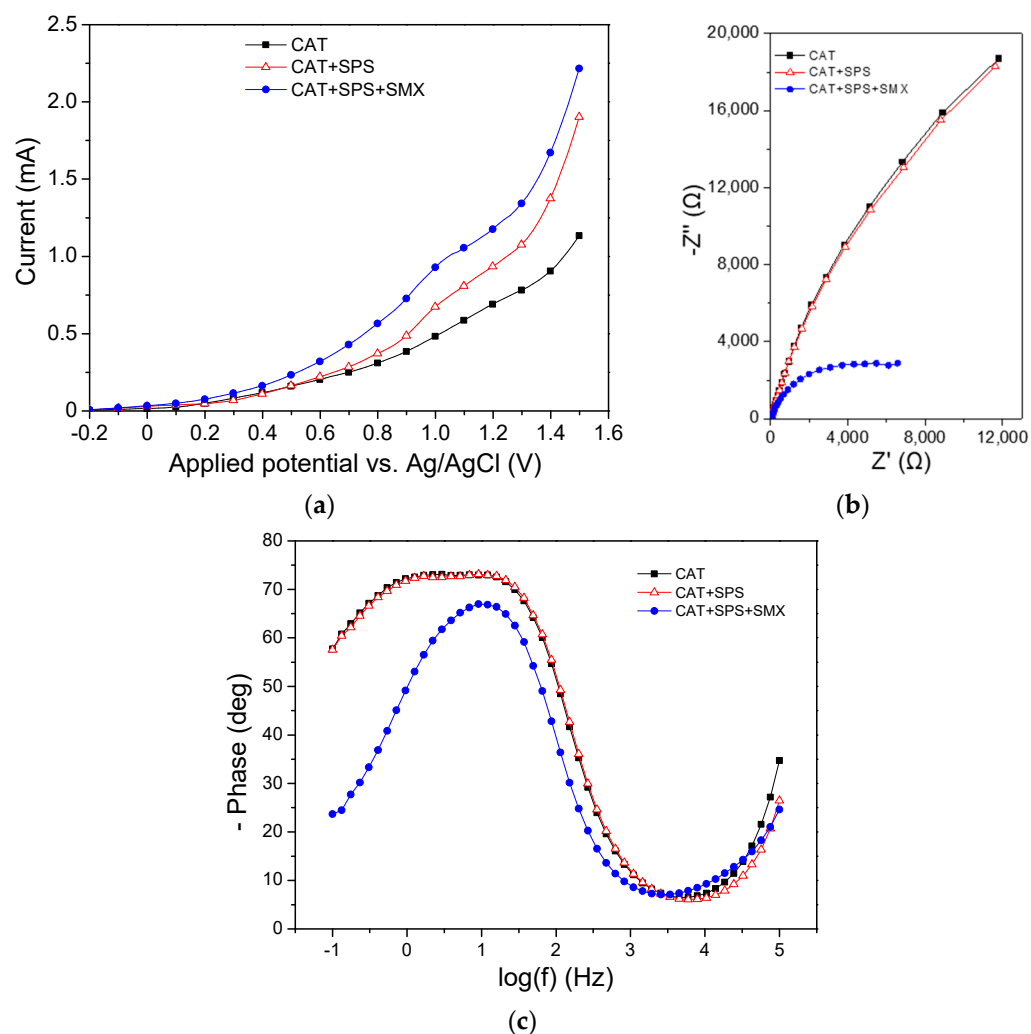 2.5
2.0
1.5
1.0
0.5
0
Current (mA)
CAT
CAT+SPS
CAT+SPS+SMX
-0.2 0 0.2 0.4 0.6 0.8 1.0 1.2 1.4 1.6
Applied potential vs. Ag/AgCl (V)
(a)
20,000
16,000
12,000
8,000
4,000
0
-Z'' (Ω)
CAT
CAT+SPS
CAT+SPS+SMX
0 4,000 8,000 12,000
Z' (Ω)
(b)
80
70
60
50
40
30
20
10
0
- Phase (deg)
CAT
CAT+SPS
CAT+SPS+SMX
-1 0 1 2 3 4 5
log(f) (Hz)
(c)